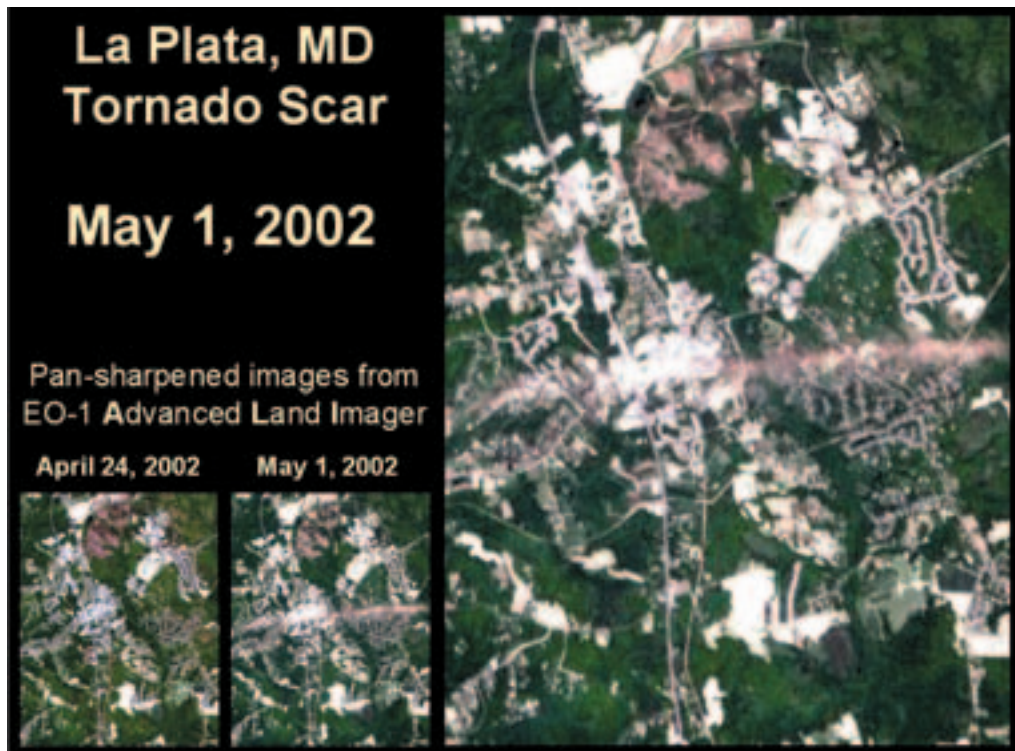 La Plata, MD
Tornado Scar
May 1, 2002
Pan-sharpened images from
EO-1 Advanced Land Imager
April 24, 2002
May 1, 2002